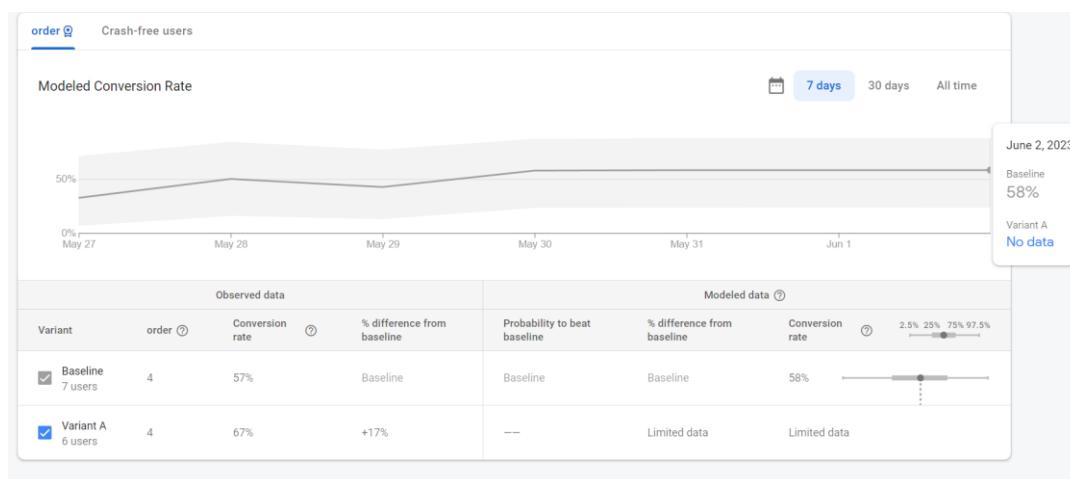 order Crash-free users
Modeled Conversion Rate 7 days 30 days All time
June 2, 2023
Baseline
58%
Variant A
No data
50%
0%
May 27 May 28 May 29 May 30 May 31 Jun 1
Observed data Modeled data
Variant order Conversion rate % difference from baseline Probability to beat baseline % difference from baseline Conversion rate 2.5% 25% 75% 97.5%
Baseline
7 users
4 57% Baseline Baseline Baseline 58%
Variant A
6 users
4 67% +17% —— Limited data Limited data